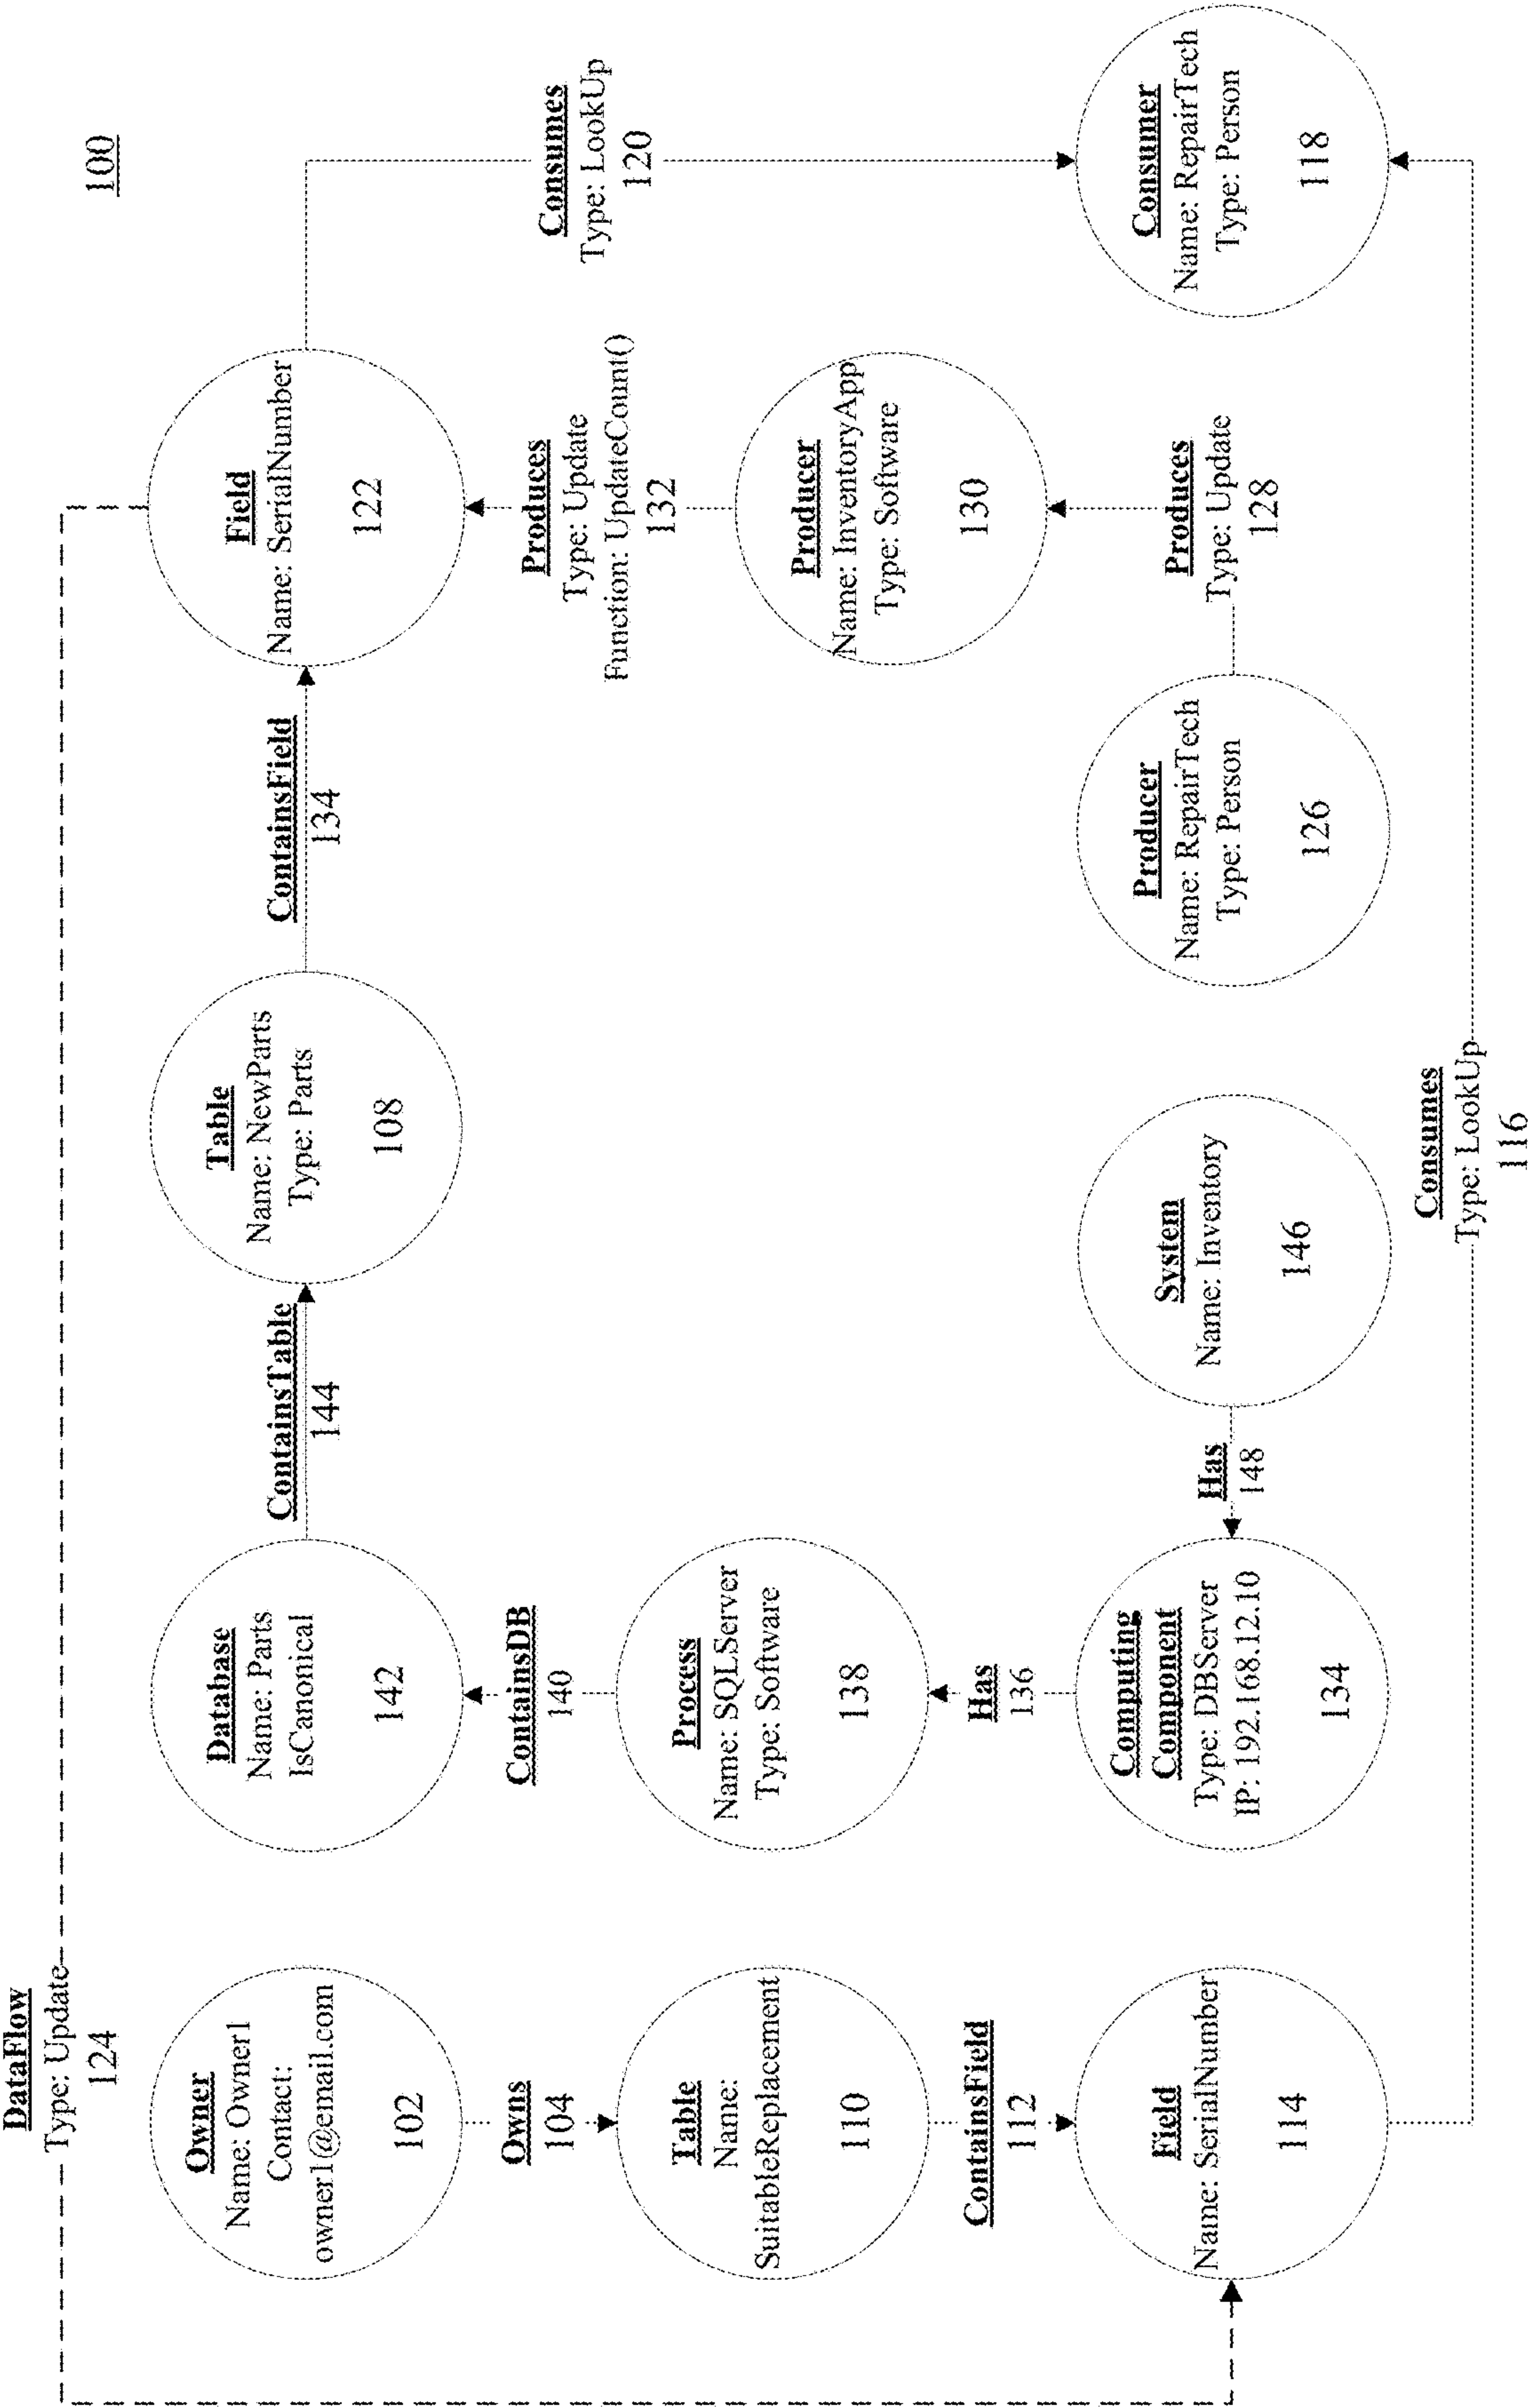 DataFlow
Type: Update
124
100
Owner
Name: Owner1
Contact:
owner1@email.com
102
Database
Name: Parts
IsCanonical
142
ContainsTable
144
Table
Name: NewParts
Type: Parts
108
ContainsField
134
Field
Name: SerialNumber
122
Owns
104
ContainsDB
140
Produces
Type: Update
Function: UpdateCount()
132
Consumes
Type: LookUp
120
Table
Name:
SuitableReplacement
110
Process
Name: SQLServer
Type: Software
138
Producer
Name: InventoryApp
Type: Software
130
ContainsField
112
Has
136
Field
Name: SerialNumber
114
Computing
Component
Type: DBServer
IP: 192.168.12.10
134
Has
148
System
Name: Inventory
146
Producer
Name: RepairTech
Type: Person
126
Produces
Type: Update
128
Consumer
Name: RepairTech
Type: Person
118
Consumes
Type: LookUp
116